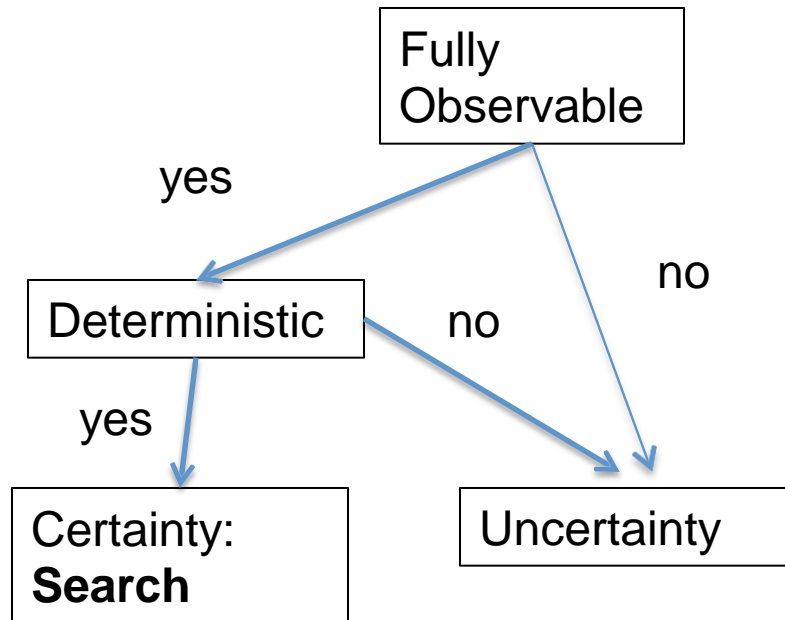 Fully
Observable
yes
no
Deterministic
no
yes
Certainty:
Search
Uncertainty